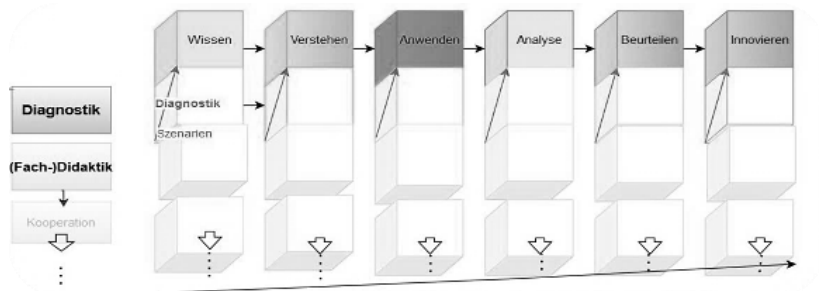 Wissen
Verstehen
Anwenden
Analyse
Beurteilen
Innovieren
Diagnostik
Diagnostik
Szenarien
(Fach-)Didaktik
Kooperation